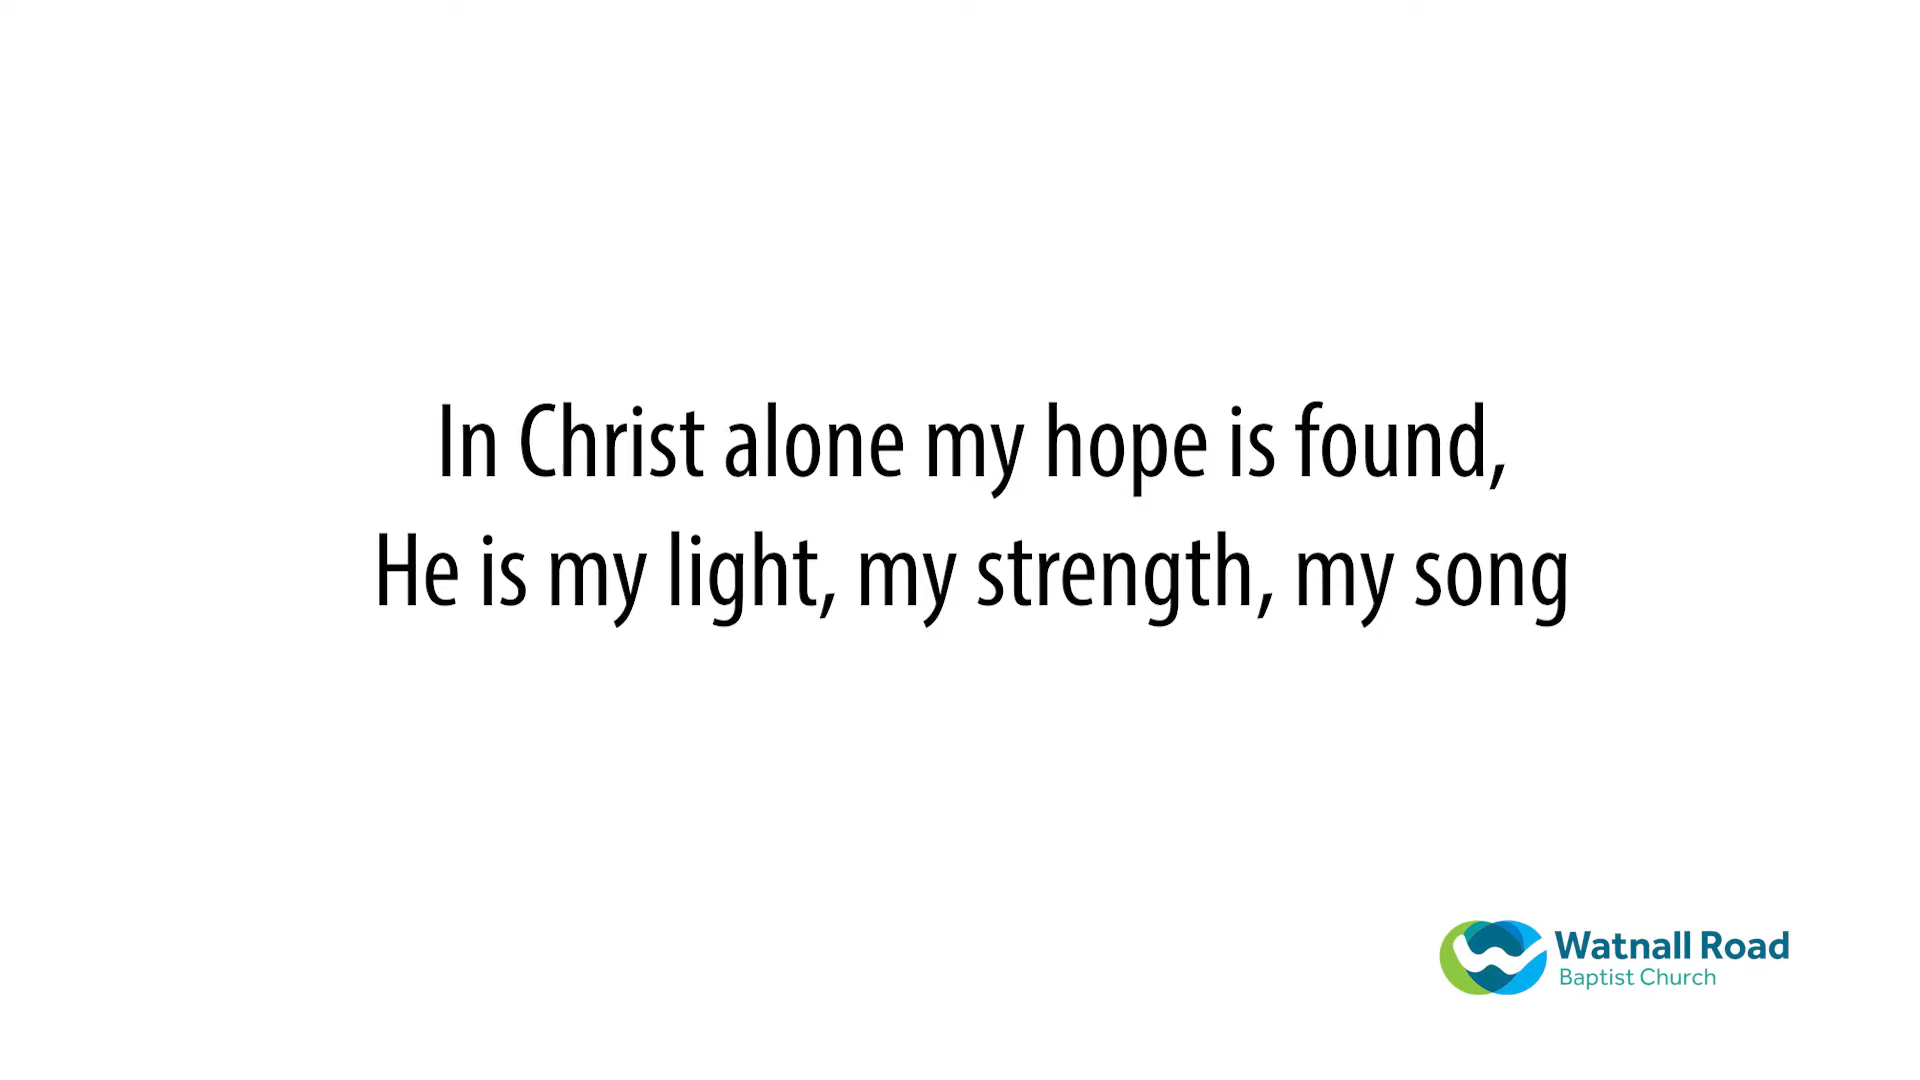 In Christ alone my hope is found,
He is my light, my strength, my song
Watnall Road
Baptist Church